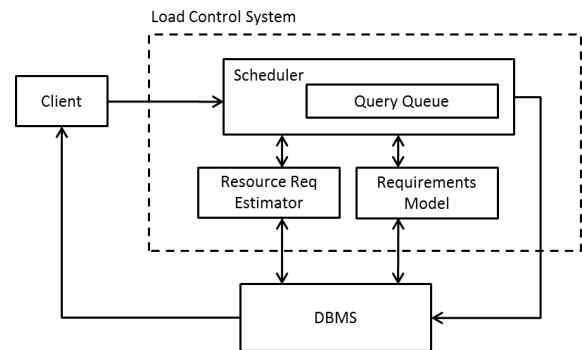 Load Control System
Scheduler
Query Queue
Client
Resource Req
Estimator
Requirements
Model
DBMS